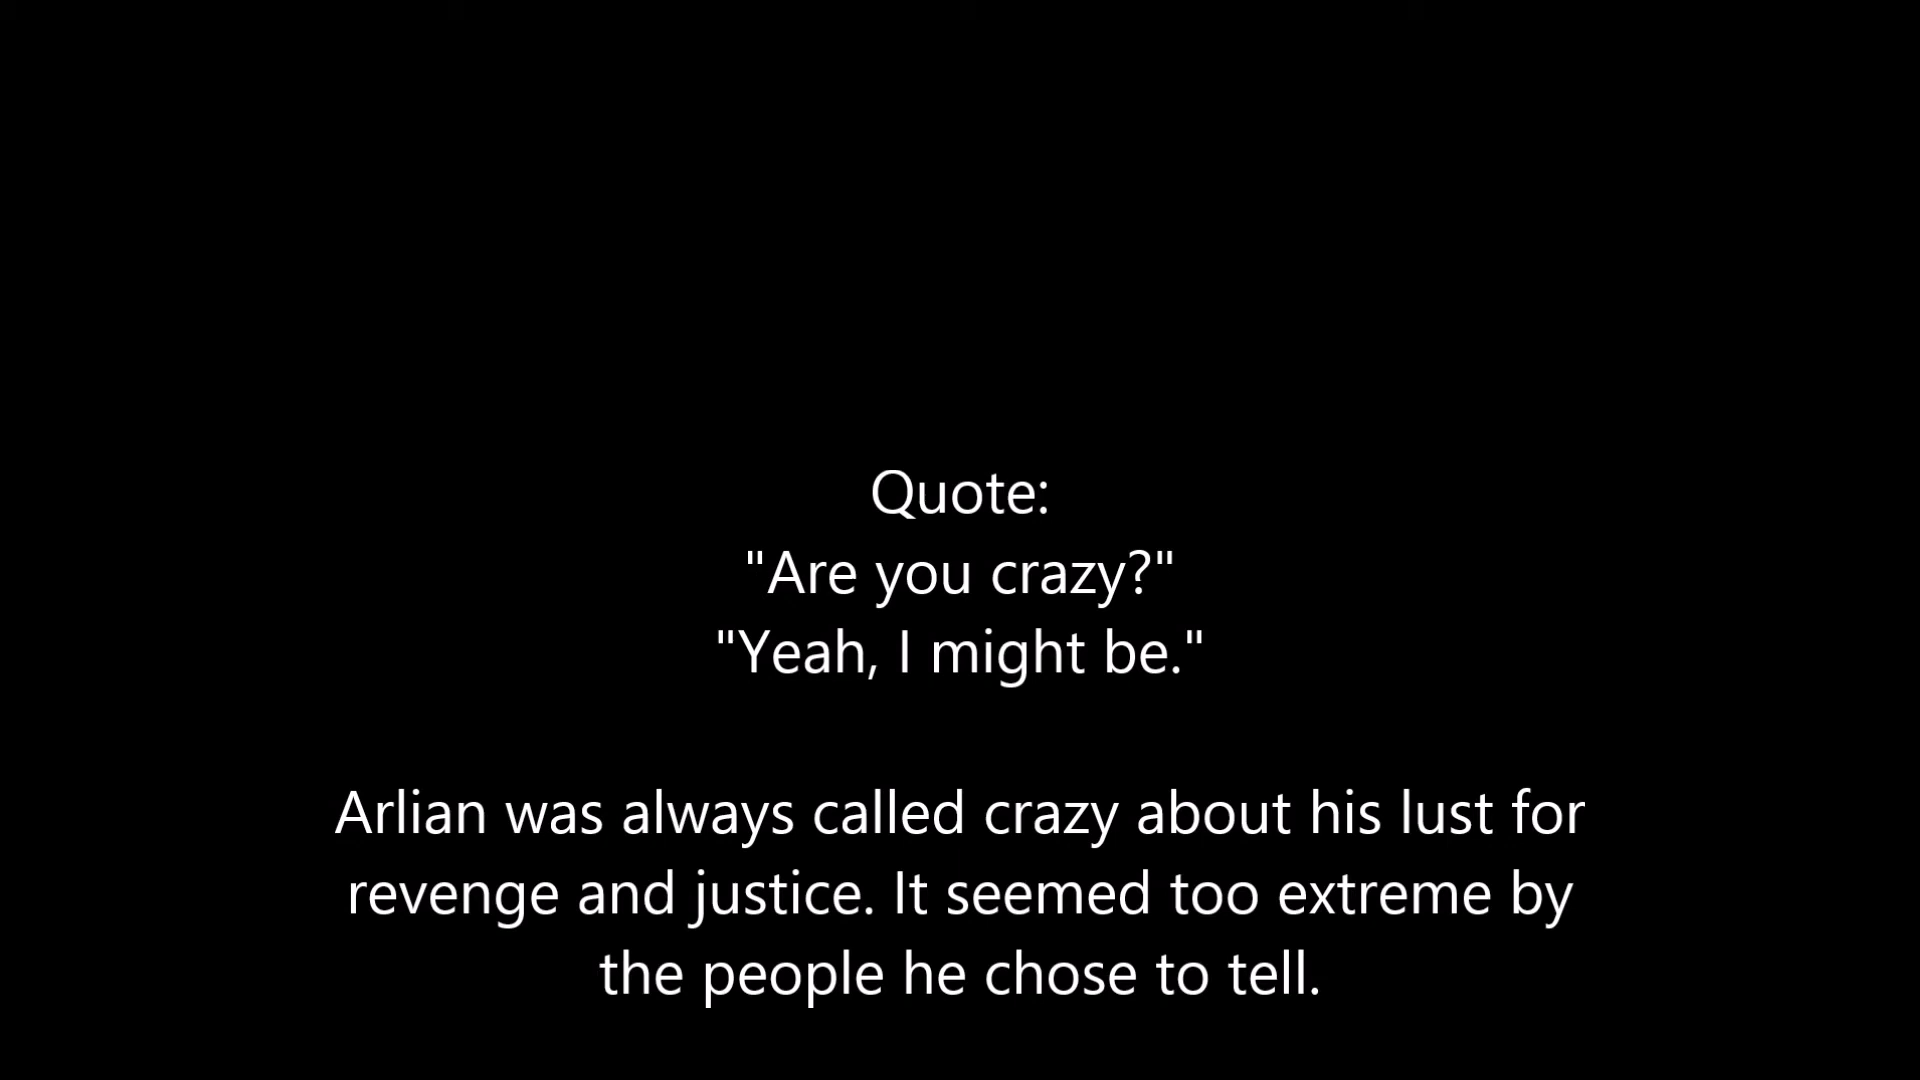 Quote:
"Are you crazy?"
"Yeah, I might be."
Arlian was always called crazy about his lust for
revenge and justice. It seemed too extreme by
the people he chose to tell.